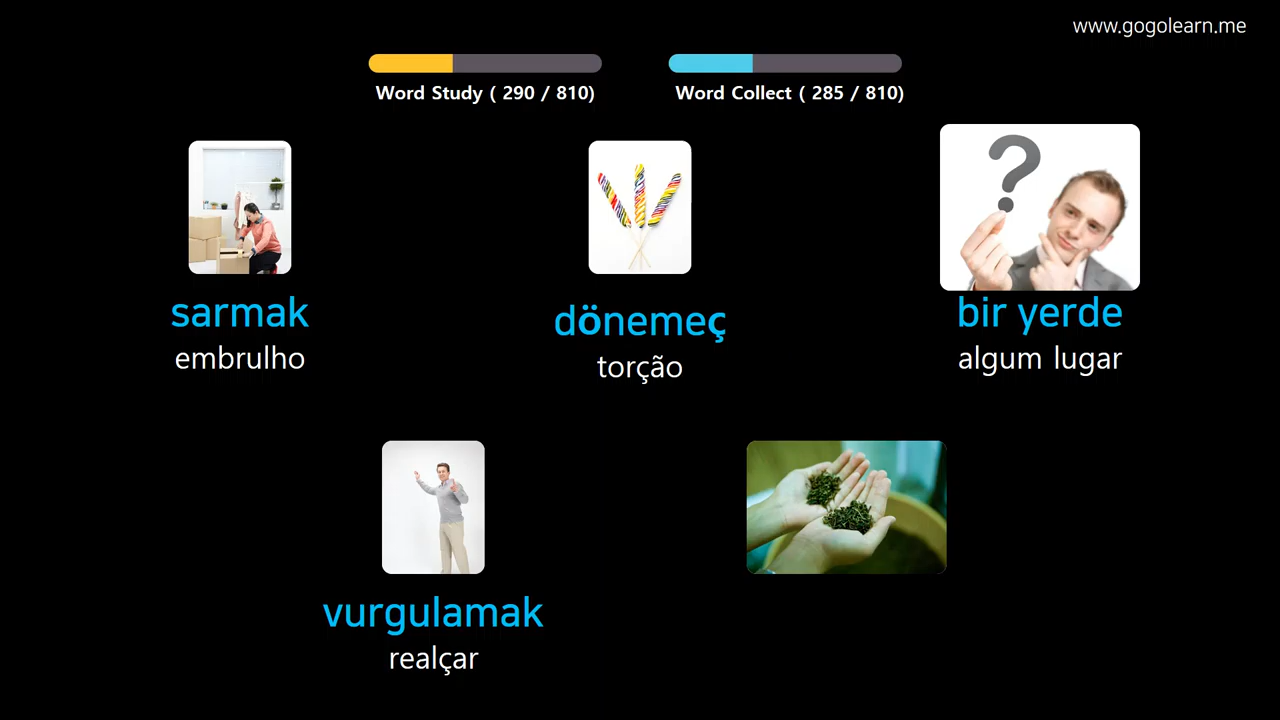 www.gogolearn.me
Word Study ( 290 / 810)
Word Collect ( 285 / 810)
sarmak
embrulho
dönemeç
torção
?
bir yerde
algum lugar
vurgulamak
realçar